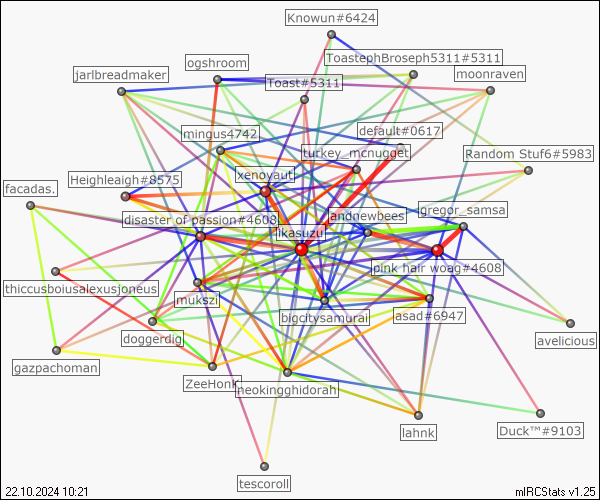 Knowun#6424
ToastephBroseph5311#5311
ogshroom
jarlbreadmaker
moonraven
Toast#5311
default#0617
mingus4742
turkey_mcnugget
Random Stuf6#5983
xenoyaut
Heighleaigh#8575
facadas.
jandnewbees
gregor_samsa
disaster of passion#4608
likasuzu
pink hair woag#4608
thiccusboiusalexusjoneus
mukszi
bigcitysamurai
asad#6947
doggerdig
avelicious
gazpachoman
ZeeHonk
neokingghidorah
lahnk
Duck™#9103
tescoroll
22.10.2024 10:21
mIRCStats v1.25